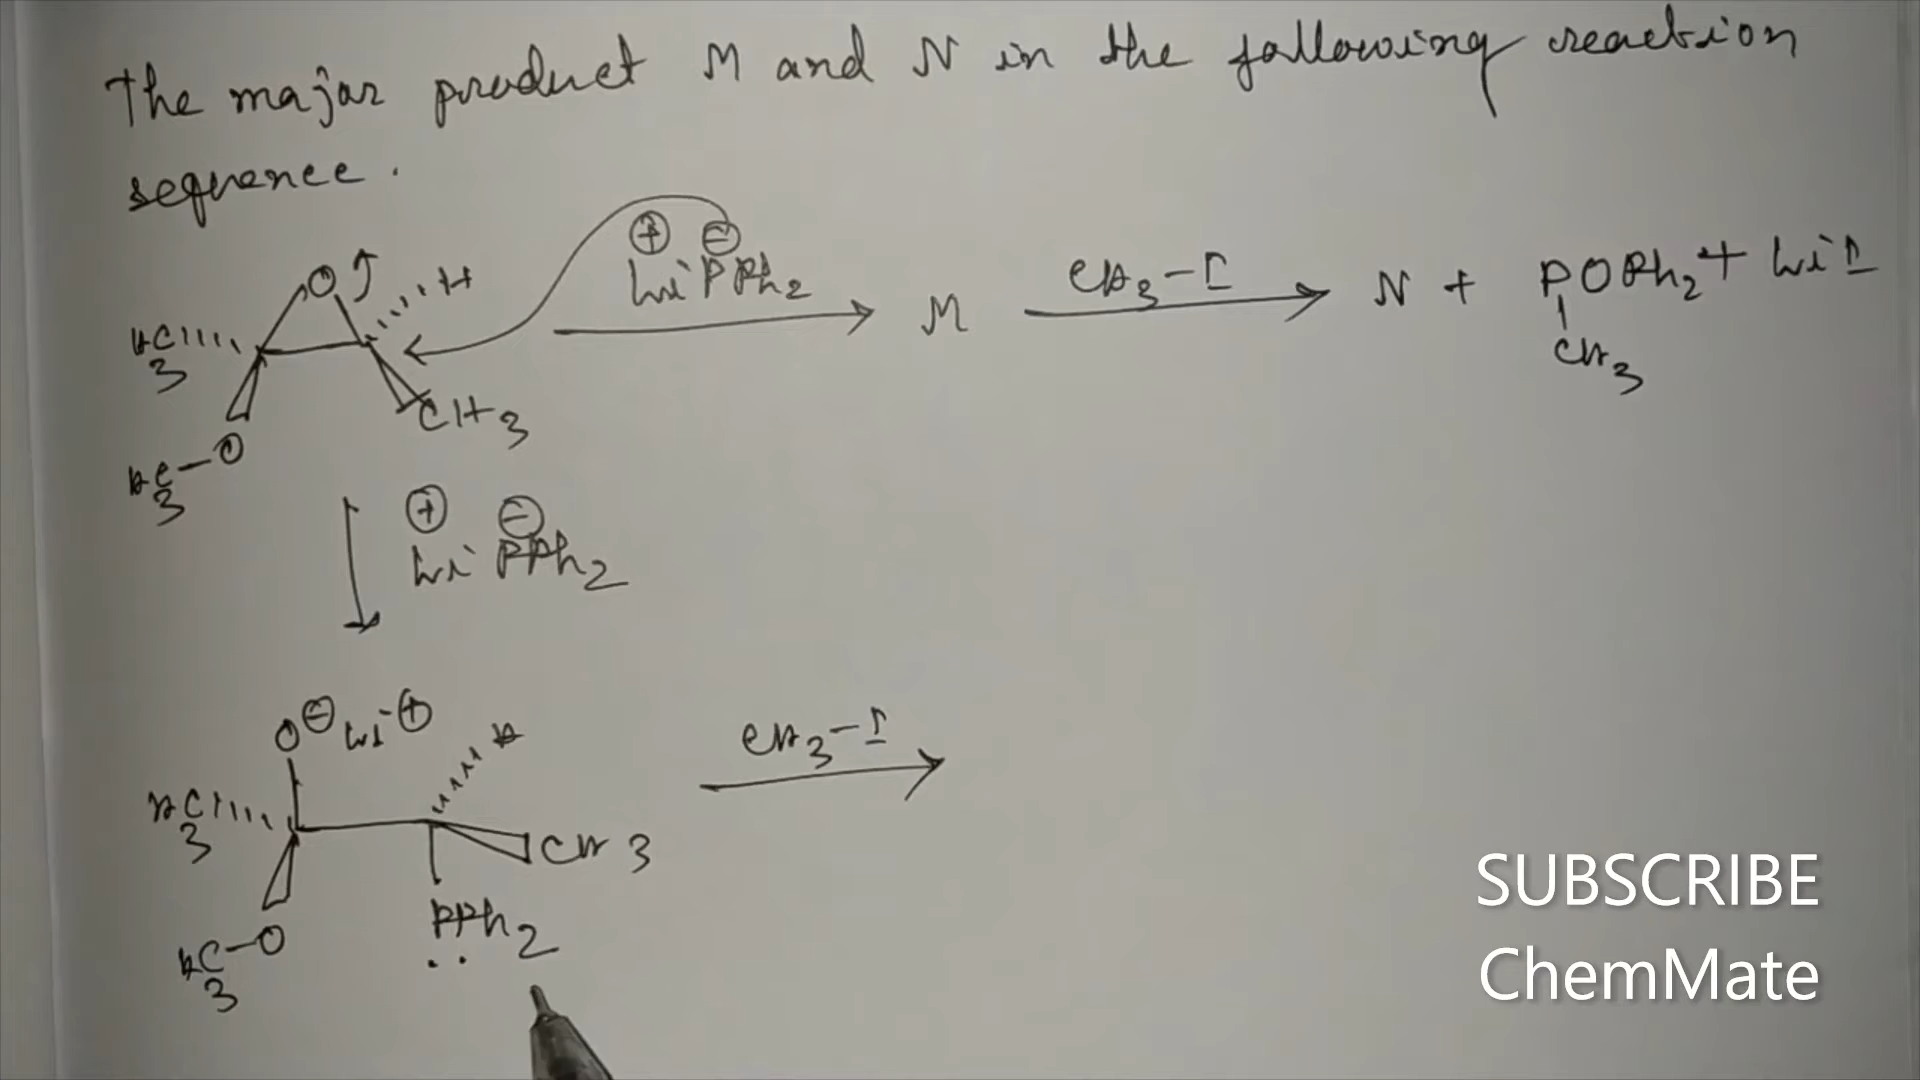 The major product M and N in the following reaction
sequence.
H3C O H CH3 H3C-O
⊕ ⊖
Li PPh2
M
CH3-I
N + POPh2 + LiI
CH3
⊕ ⊖
Li PPh2
O⊖ Li⊕
H3C H CH3
H3C-O PPh2
CH3-I
SUBSCRIBE
ChemMate